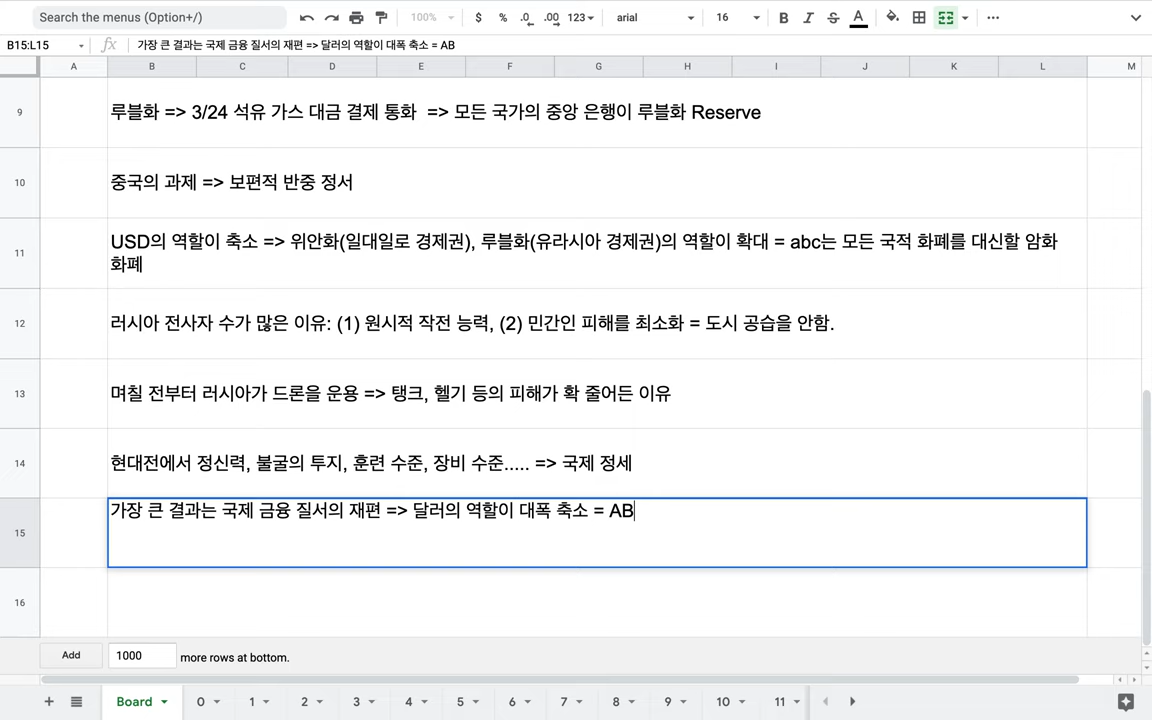 Search the menus (Option+/)
100%
$ % .0 .00 123
arial
16
B I S A
B15:L15
fx
가장 큰 결과는 국제 금융 질서의 재편 => 달러의 역할이 대폭 축소 = AB
A B C D E F G H I J K L M
9
루블화 => 3/24 석유 가스 대금 결제 통화  => 모든 국가의 중앙 은행이 루블화 Reserve
10
중국의 과제 => 보편적 반중 정서
11
USD의 역할이 축소 => 위안화(일대일로 경제권), 루블화(유라시아 경제권)의 역할이 확대 = abc는 모든 국적 화폐를 대신할 암화
화폐
12
러시아 전사자 수가 많은 이유: (1) 원시적 작전 능력, (2) 민간인 피해를 최소화 = 도시 공습을 안함.
13
며칠 전부터 러시아가 드론을 운용 => 탱크, 헬기 등의 피해가 확 줄어든 이유
14
현대전에서 정신력, 불굴의 투지, 훈련 수준, 장비 수준..... => 국제 정세
15
가장 큰 결과는 국제 금융 질서의 재편 => 달러의 역할이 대폭 축소 = AB
16
Add 1000 more rows at bottom.
Board 0 1 2 3 4 5 6 7 8 9 10 11